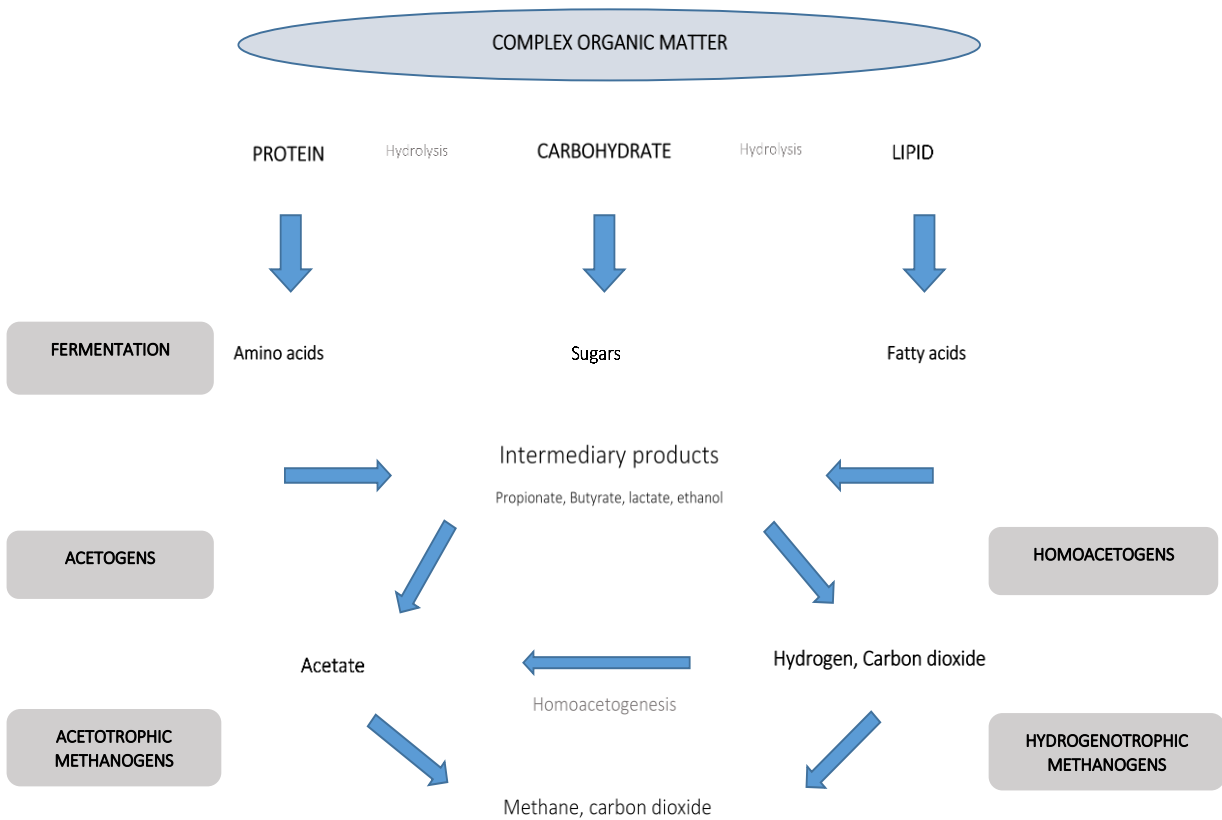 COMPLEX ORGANIC MATTER
PROTEIN
Hydrolysis
CARBOHYDRATE
Hydrolysis
LIPID
FERMENTATION
Amino acids
Sugars
Fatty acids
Intermediary products
Propionate, Butyrate, lactate, ethanol
ACETOGENS
HOMOACETOGENS
Acetate
Hydrogen, Carbon dioxide
Homoacetogenesis
ACETOTROPHIC
METHANOGENS
HYDROGENOTROPHIC
METHANOGENS
Methane, carbon dioxide